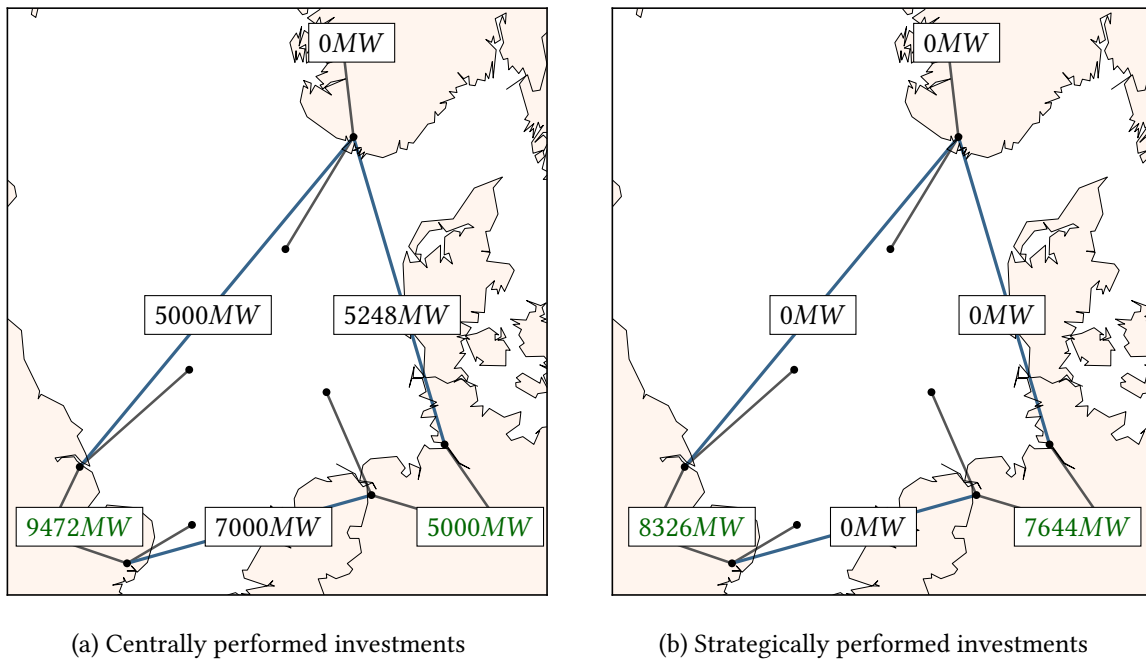 0MW
0MW
5000MW
5248MW
0MW
0MW
9472MW
7000MW
5000MW
8326MW
0MW
7644MW
(a) Centrally performed investments
(b) Strategically performed investments